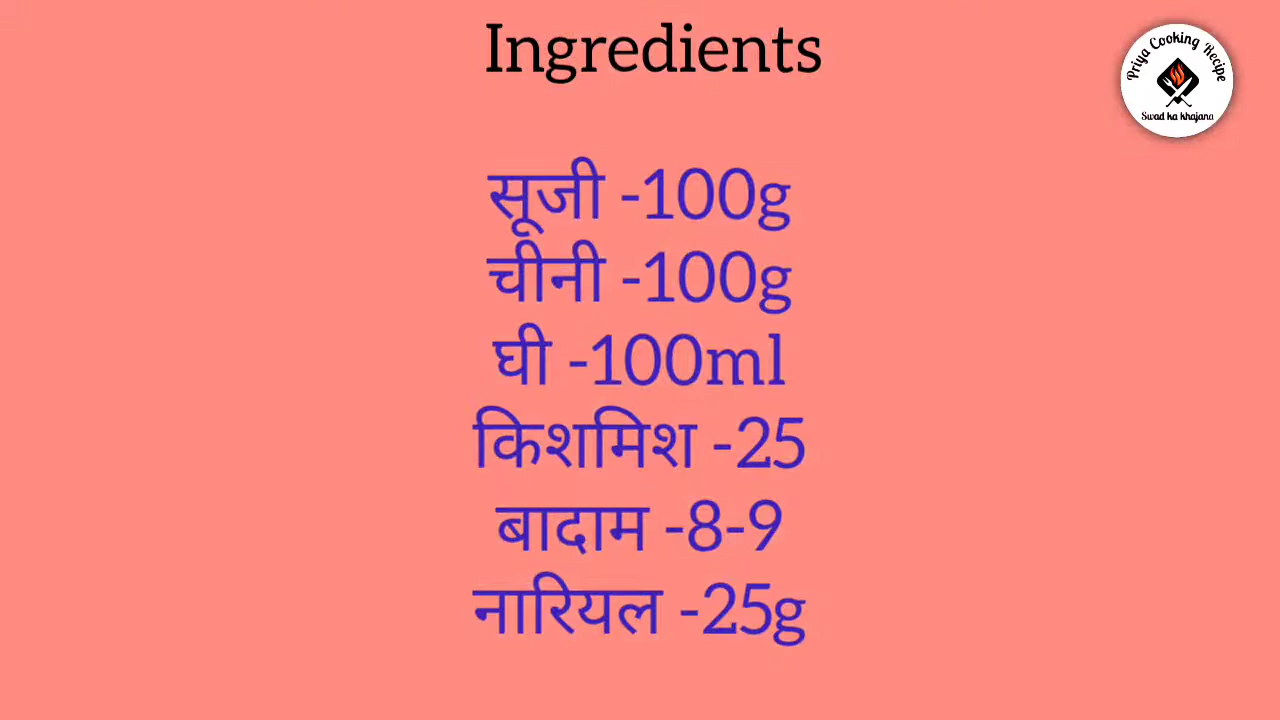 Ingredients
Priya Cooking Recipe
Swad ka khajana
सूजी -100g
चीनी -100g
घी -100ml
किशमिश -25
बादाम -8-9
नारियल -25g